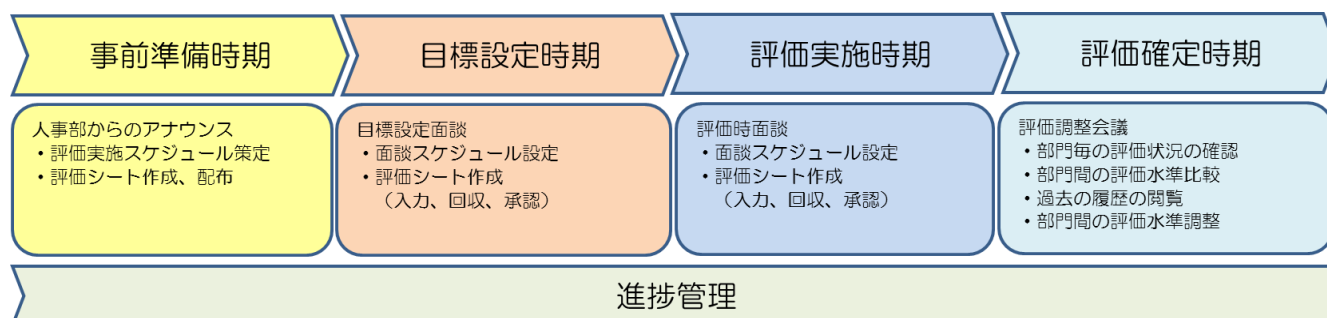 事前準備時期
目標設定時期
評価実施時期
評価確定時期
人事部からのアナウンス
・評価実施スケジュール策定
・評価シート作成、配布
目標設定面談
・面談スケジュール設定
・評価シート作成
（入力、回収、承認）
評価時面談
・面談スケジュール設定
・評価シート作成
（入力、回収、承認）
評価調整会議
・部門毎の評価状況の確認
・部門間の評価水準比較
・過去の履歴の閲覧
・部門間の評価水準調整
進捗管理